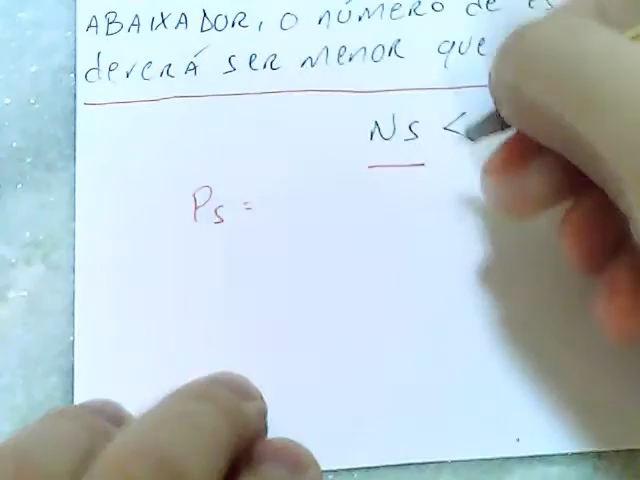 ABAIXADOR, O NÚMERO de
deverÁ ser menor que
Ns <
Ps =